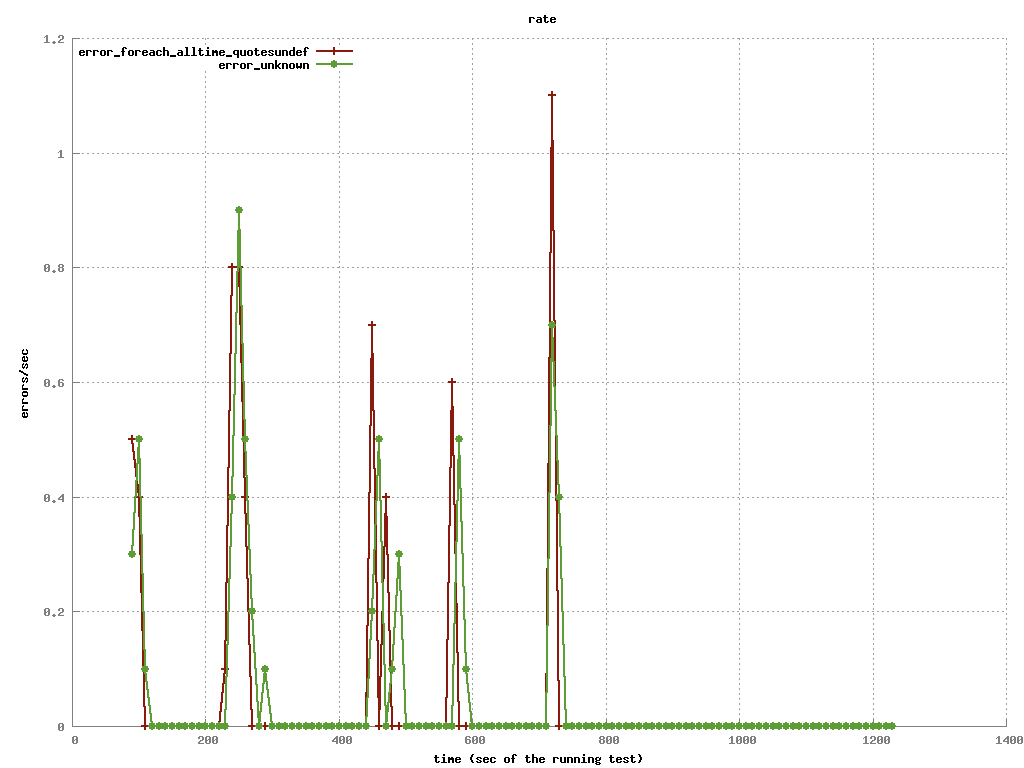 rate
error_foreach_alltime_quotesundef
error_unknown
errors/sec
1.2
1
0.8
0.6
0.4
0.2
0
0 200 400 600 800 1000 1200 1400
time (sec of the running test)